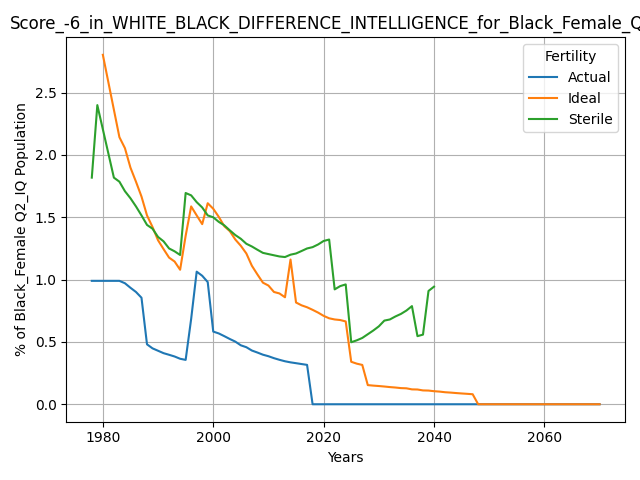 Score_-6_in_WHITE_BLACK_DIFFERENCE_INTELLIGENCE_for_Black_Female_Q
Fertility
Actual
Ideal
Sterile
% of Black_Female Q2_IQ Population
2.5
2.0
1.5
1.0
0.5
0.0
1980 2000 2020 2040 2060
Years